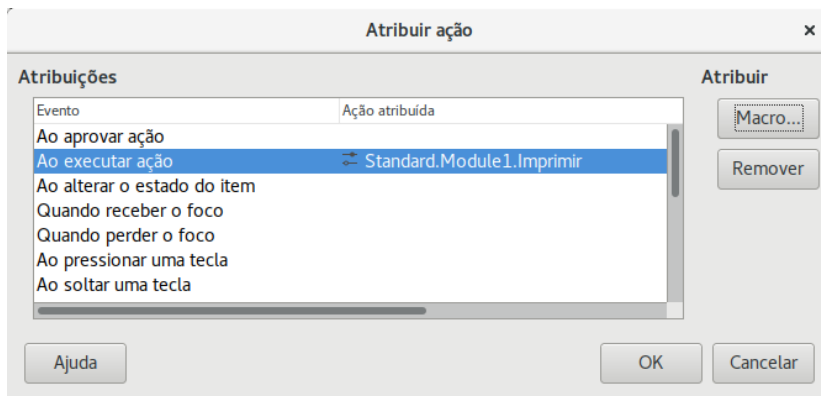 Atribuir ação ×
Atribuições
Atribuir
Evento Ação atribuída
Macro...
Ao aprovar ação
Ao executar ação Standard.Module1.Imprimir
Remover
Ao alterar o estado do item
Quando receber o foco
Quando perder o foco
Ao pressionar uma tecla
Ao soltar uma tecla
Ajuda
OK
Cancelar